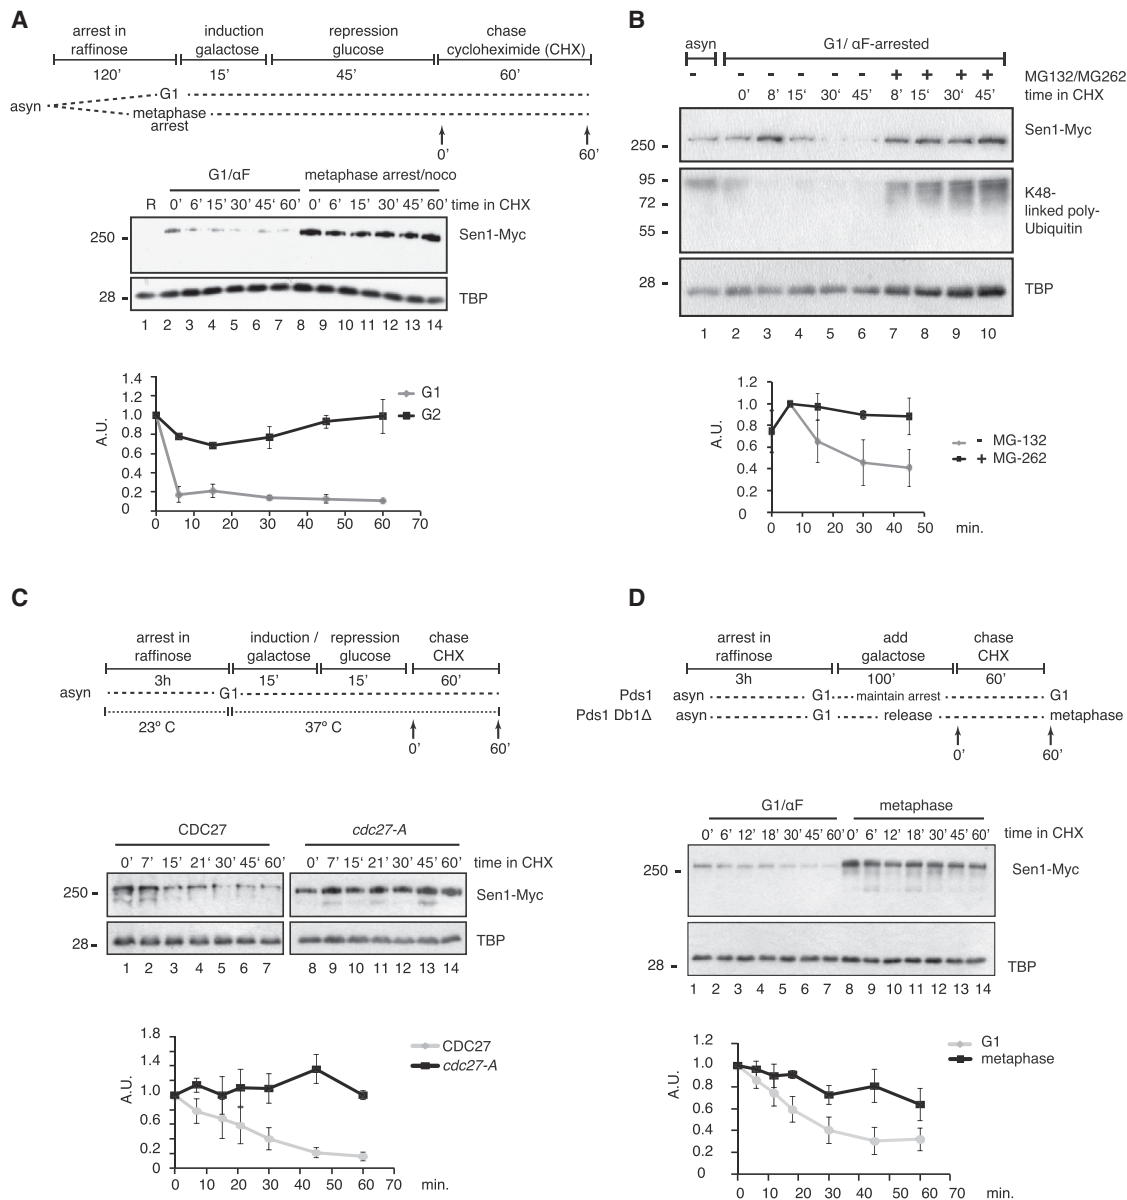 A
arrest in raffinose
induction galactose
repression glucose
chase cycloheximide (CHX)
120’ 15’ 45’ 60’
asyn
G1
metaphase arrest
0’ 60’
G1/αF metaphase arrest/noco
R 0’ 6’ 15’ 30’ 45’ 60’ 0’ 6’ 15’ 30’ 45’ 60’ time in CHX
250
Sen1-Myc
28
TBP
1 2 3 4 5 6 7 8 9 10 11 12 13 14
1.4
1.2
1.0
0.8
0.6
0.4
0.2
0
A.U.
G1
G2
0 10 20 30 40 50 60 70
B
asyn G1/ αF-arrested
- - - - - - + + + + MG132/MG262
0’ 8’ 15’ 30‘ 45’ 8’ 15‘ 30‘ 45’ time in CHX
250
Sen1-Myc
95
72
55
K48-
linked poly-
Ubiquitin
28
TBP
1 2 3 4 5 6 7 8 9 10
1.2
1.0
0.8
0.6
0.4
0.2
0
A.U.
- MG-132
+ MG-262
0 10 20 30 40 50 min.
C
arrest in raffinose
induction / galactose
repression glucose
chase CHX
3h 15’ 15’ 60’
asyn G1
23º C 37º C
0’ 60’
CDC27 cdc27-A
0’ 7’ 15’ 21‘ 30’ 45‘ 60’ 0’ 7’ 15‘ 21’ 30’ 45’ 60’ time in CHX
250
Sen1-Myc
28
TBP
1 2 3 4 5 6 7 8 9 10 11 12 13 14
1.8
1.4
1.0
0.6
0.2
0
A.U.
CDC27
cdc27-A
0 10 20 30 40 50 60 70 min.
D
arrest in raffinose
add galactose
chase CHX
3h 100’ 60’
Pds1 asyn G1 maintain arrest G1
Pds1 Db1Δ asyn G1 release metaphase
0’ 60’
G1/αF metaphase
0’ 6’ 12’ 18’ 30’ 45’ 60’ 0’ 6’ 12’ 18’ 30’ 45’ 60’ time in CHX
250
Sen1-Myc
28
TBP
1 2 3 4 5 6 7 8 9 10 11 12 13 14
1.2
1.0
0.8
0.6
0.4
0.2
0
A.U.
G1
metaphase
0 10 20 30 40 50 60 70 min.